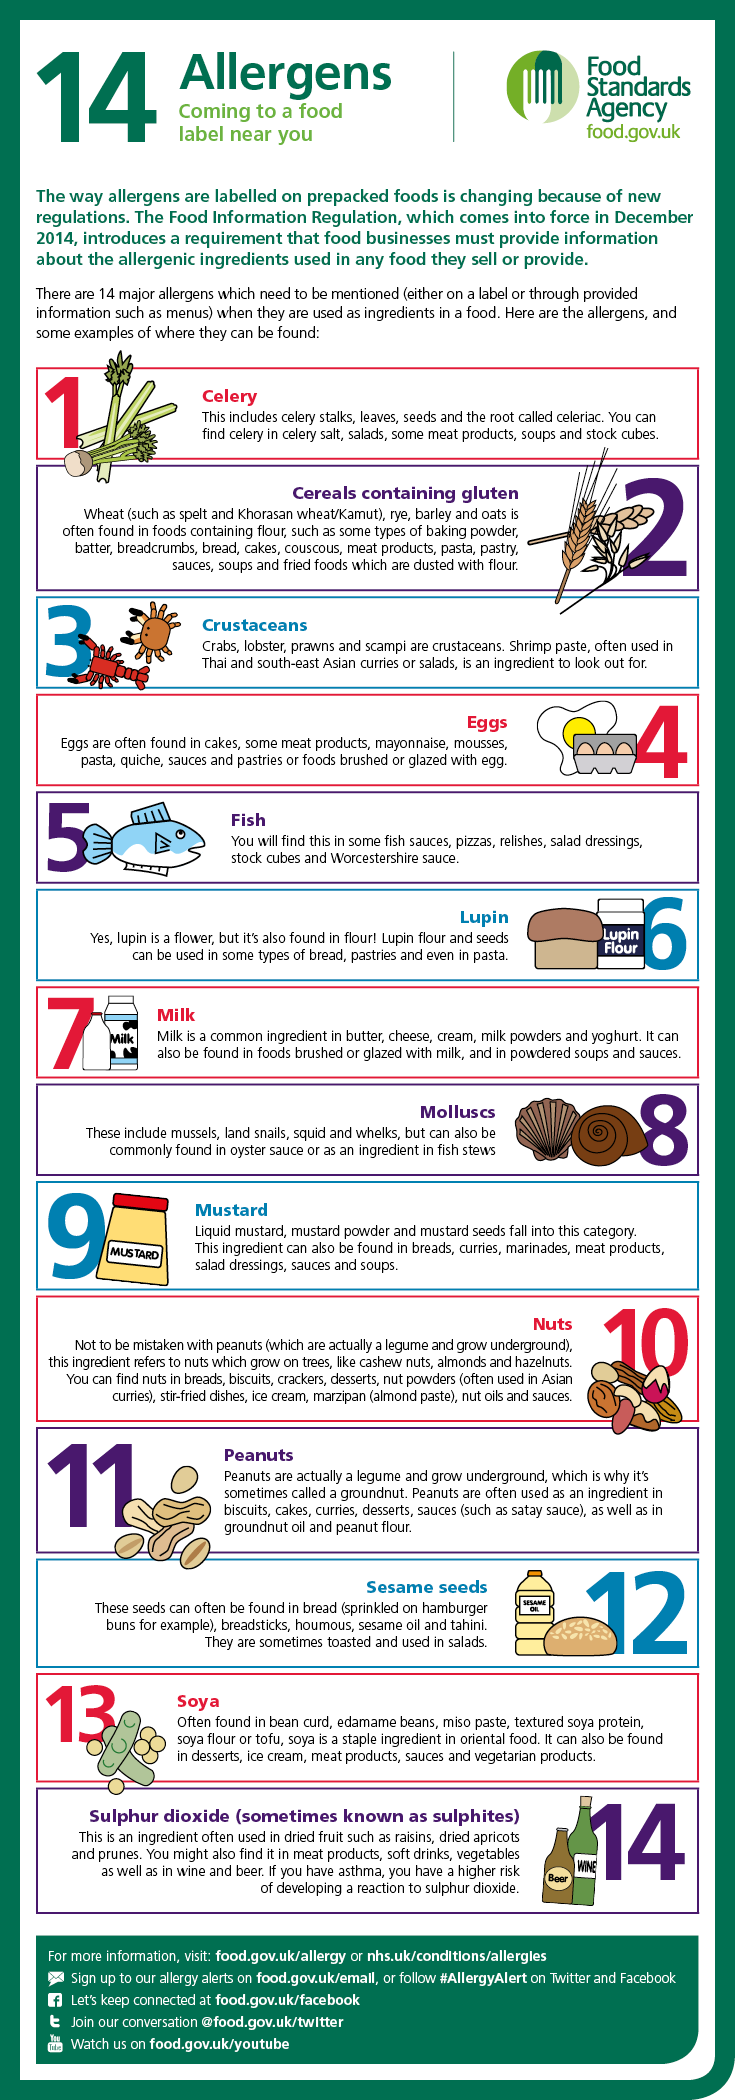 14
Allergens
Coming to a food
label near you
Food
Standards
Agency
food.gov.uk
The way allergens are labelled on prepacked foods is changing because of new
regulations. The Food Information Regulation, which comes into force in December
2014, introduces a requirement that food businesses must provide information
about the allergenic ingredients used in any food they sell or provide.
There are 14 major allergens which need to be mentioned (either on a label or through provided
information such as menus) when they are used as ingredients in a food. Here are the allergens, and
some examples of where they can be found:
1
Celery
This includes celery stalks, leaves, seeds and the root called celeriac. You can
find celery in celery salt, salads, some meat products, soups and stock cubes.
2
Cereals containing gluten
Wheat (such as spelt and Khorasan wheat/Kamut), rye, barley and oats is
often found in foods containing flour, such as some types of baking powder,
batter, breadcrumbs, bread, cakes, couscous, meat products, pasta, pastry,
sauces, soups and fried foods which are dusted with flour.
3
Crustaceans
Crabs, lobster, prawns and scampi are crustaceans. Shrimp paste, often used in
Thai and south-east Asian curries or salads, is an ingredient to look out for.
4
Eggs
Eggs are often found in cakes, some meat products, mayonnaise, mousses,
pasta, quiche, sauces and pastries or foods brushed or glazed with egg.
5
Fish
You will find this in some fish sauces, pizzas, relishes, salad dressings,
stock cubes and Worcestershire sauce.
6
Lupin
Yes, lupin is a flower, but it's also found in flour! Lupin flour and seeds
can be used in some types of bread, pastries and even in pasta.
Lupin
Flour
7
Milk
Milk
Milk is a common ingredient in butter, cheese, cream, milk powders and yoghurt. It can
also be found in foods brushed or glazed with milk, and in powdered soups and sauces.
8
Molluscs
These include mussels, land snails, squid and whelks, but can also be
commonly found in oyster sauce or as an ingredient in fish stews
9
MUSTARD
Mustard
Liquid mustard, mustard powder and mustard seeds fall into this category.
This ingredient can also be found in breads, curries, marinades, meat products,
salad dressings, sauces and soups.
10
Nuts
Not to be mistaken with peanuts (which are actually a legume and grow underground),
this ingredient refers to nuts which grow on trees, like cashew nuts, almonds and hazelnuts.
You can find nuts in breads, biscuits, crackers, desserts, nut powders (often used in Asian
curries), stir-fried dishes, ice cream, marzipan (almond paste), nut oils and sauces.
11
Peanuts
Peanuts are actually a legume and grow underground, which is why it's
sometimes called a groundnut. Peanuts are often used as an ingredient in
biscuits, cakes, curries, desserts, sauces (such as satay sauce), as well as in
groundnut oil and peanut flour.
12
Sesame seeds
These seeds can often be found in bread (sprinkled on hamburger
buns for example), breadsticks, houmous, sesame oil and tahini.
They are sometimes toasted and used in salads.
SESAME
OIL
13
Soya
Often found in bean curd, edamame beans, miso paste, textured soya protein,
soya flour or tofu, soya is a staple ingredient in oriental food. It can also be found
in desserts, ice cream, meat products, sauces and vegetarian products.
14
Sulphur dioxide (sometimes known as sulphites)
This is an ingredient often used in dried fruit such as raisins, dried apricots
and prunes. You might also find it in meat products, soft drinks, vegetables
as well as in wine and beer. If you have asthma, you have a higher risk
of developing a reaction to sulphur dioxide.
Beer
WINE
For more information, visit: food.gov.uk/allergy or nhs.uk/conditions/allergies
Sign up to our allergy alerts on food.gov.uk/email, or follow #AllergyAlert on Twitter and Facebook
Let's keep connected at food.gov.uk/facebook
Join our conversation @food.gov.uk/twitter
You
Tube
Watch us on food.gov.uk/youtube